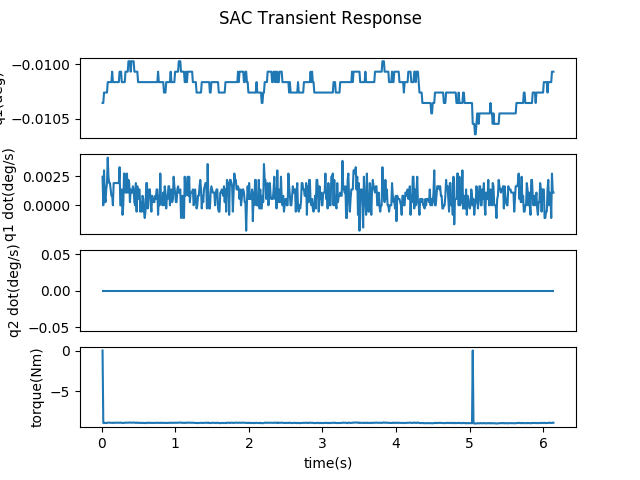 SAC Transient Response
−0.0100
−0.0105
q1(deg)
0.0025
0.0000
q1 dot(deg/s)
0.05
0.00
−0.05
q2 dot(deg/s)
0
−5
torque(Nm)
0 1 2 3 4 5 6
time(s)